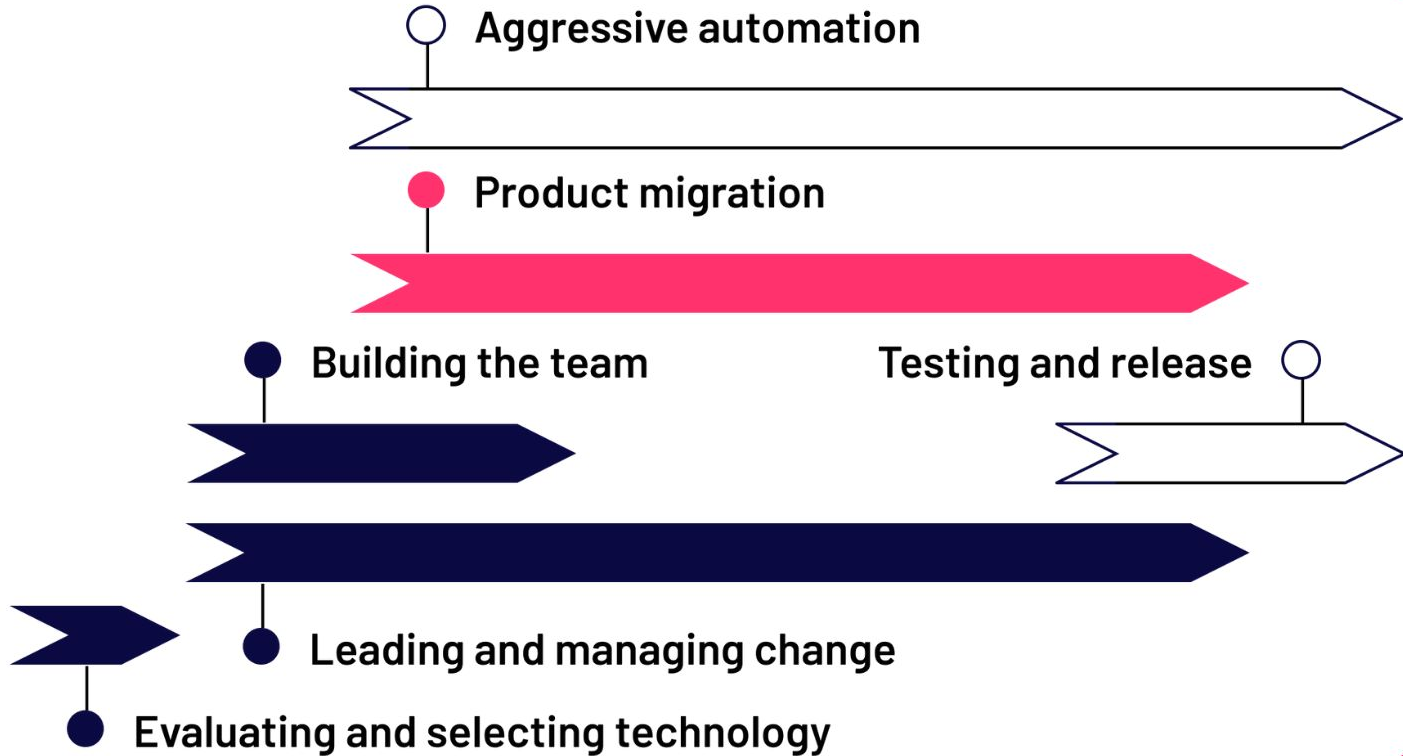 Aggressive automation
Product migration
Building the team
Testing and release
Leading and managing change
Evaluating and selecting technology